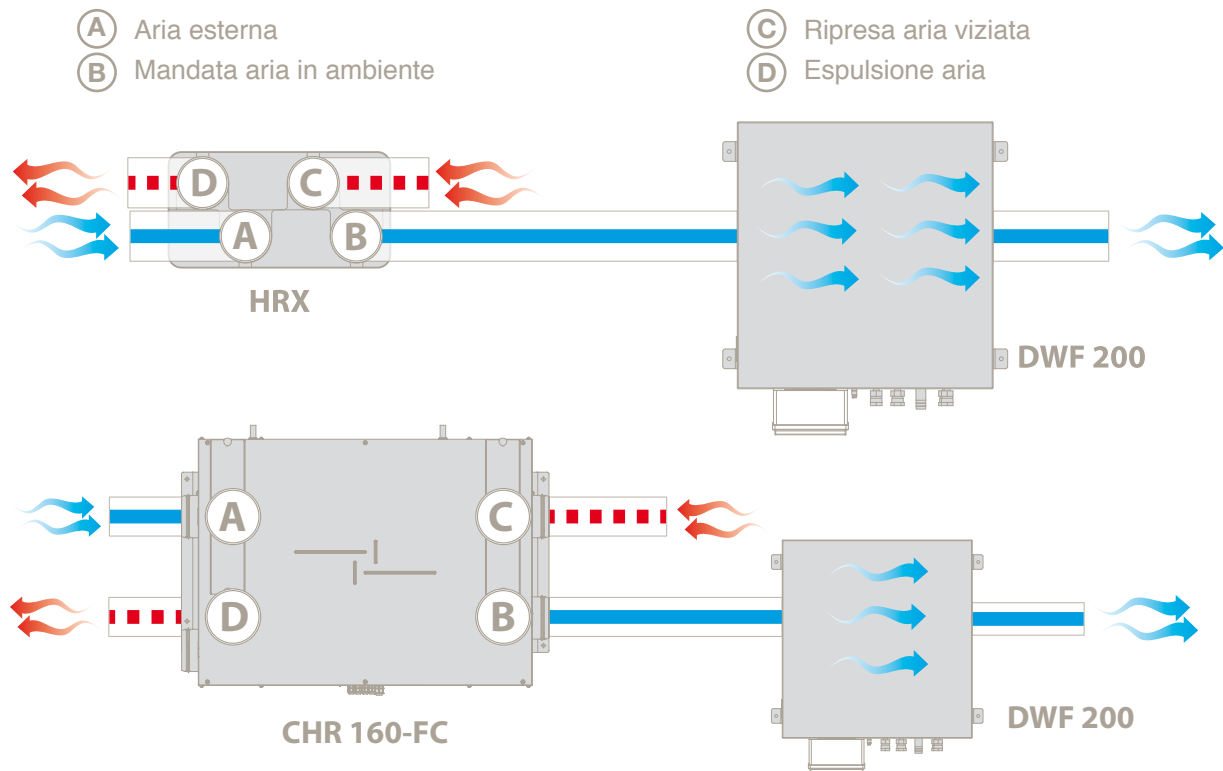 A Aria esterna
B Mandata aria in ambiente
C Ripresa aria viziata
D Espulsione aria
D C
A B
HRX
DWF 200
A C
D B
CHR 160-FC
DWF 200